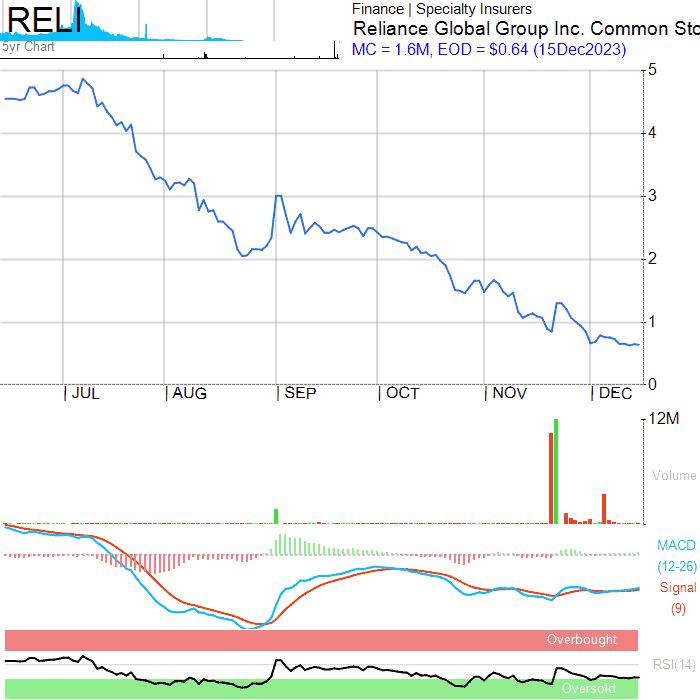 RELI
5yr Chart
Finance | Specialty Insurers
Reliance Global Group Inc. Common Sto
MC = 1.6M, EOD = $0.64 (15Dec2023)
5
4
3
2
1
0
JUL AUG SEP OCT NOV DEC
12M
Volume
MACD
(12-26)
Signal
(9)
Overbought
RSI(14)
Oversold